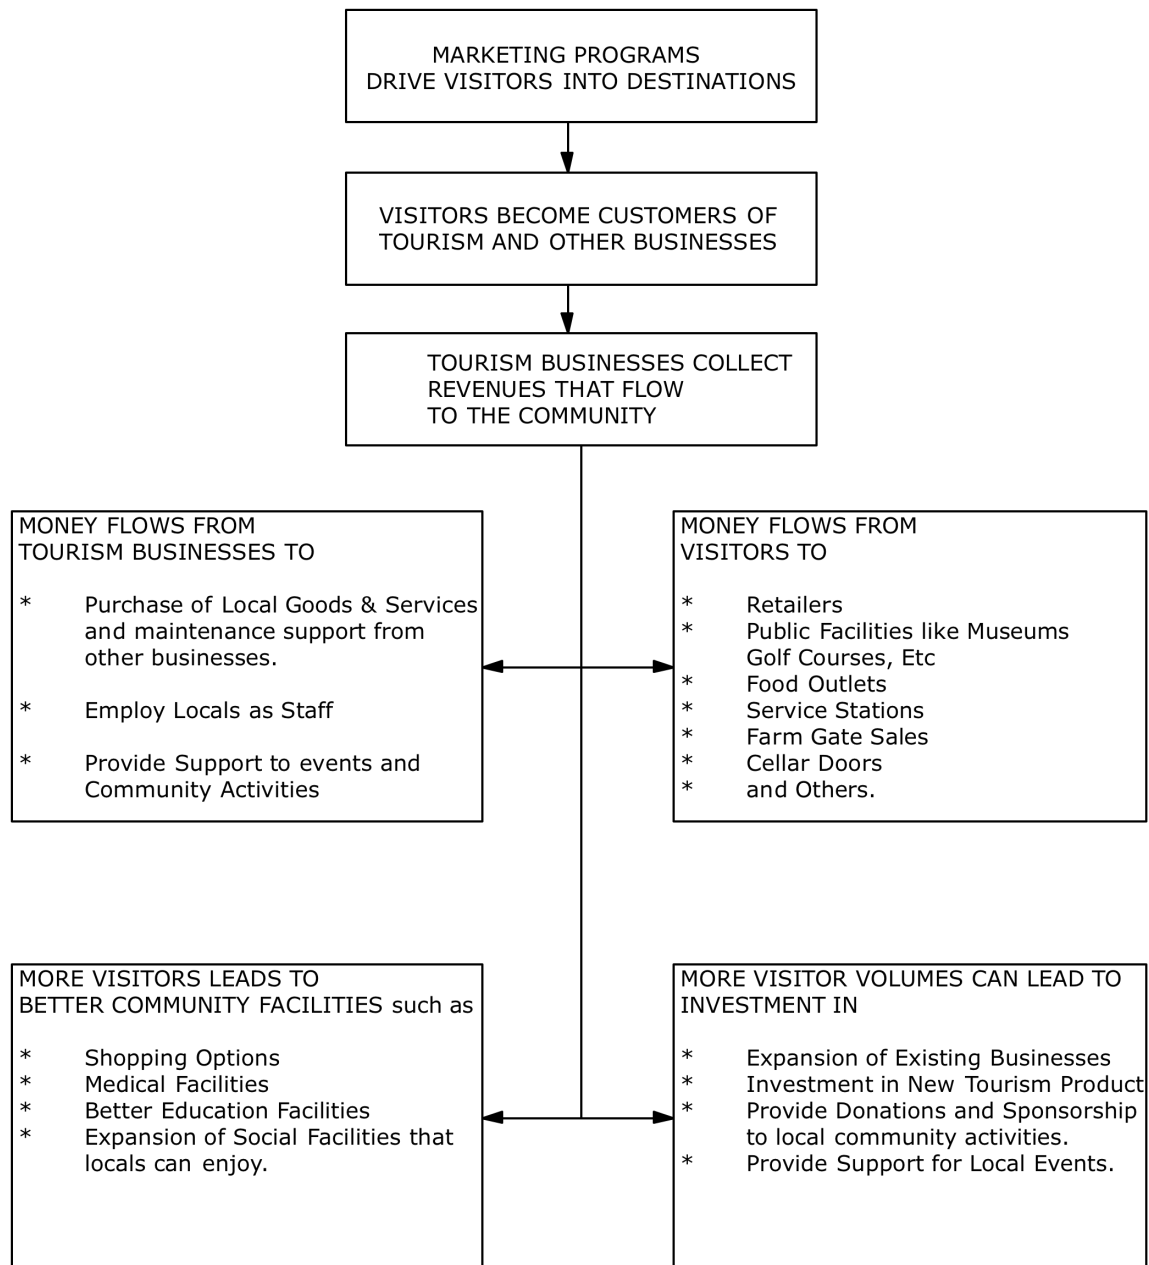 MARKETING PROGRAMS
DRIVE VISITORS INTO DESTINATIONS
VISITORS BECOME CUSTOMERS OF
TOURISM AND OTHER BUSINESSES
TOURISM BUSINESSES COLLECT
REVENUES THAT FLOW
TO THE COMMUNITY
MONEY FLOWS FROM
TOURISM BUSINESSES TO
* Purchase of Local Goods & Services
and maintenance support from
other businesses.
* Employ Locals as Staff
* Provide Support to events and
Community Activities
MONEY FLOWS FROM
VISITORS TO
* Retailers
* Public Facilities like Museums
Golf Courses, Etc
* Food Outlets
* Service Stations
* Farm Gate Sales
* Cellar Doors
* and Others.
MORE VISITORS LEADS TO
BETTER COMMUNITY FACILITIES such as
* Shopping Options
* Medical Facilities
* Better Education Facilities
* Expansion of Social Facilities that
locals can enjoy.
MORE VISITOR VOLUMES CAN LEAD TO
INVESTMENT IN
* Expansion of Existing Businesses
* Investment in New Tourism Product
* Provide Donations and Sponsorship
to local community activities.
* Provide Support for Local Events.